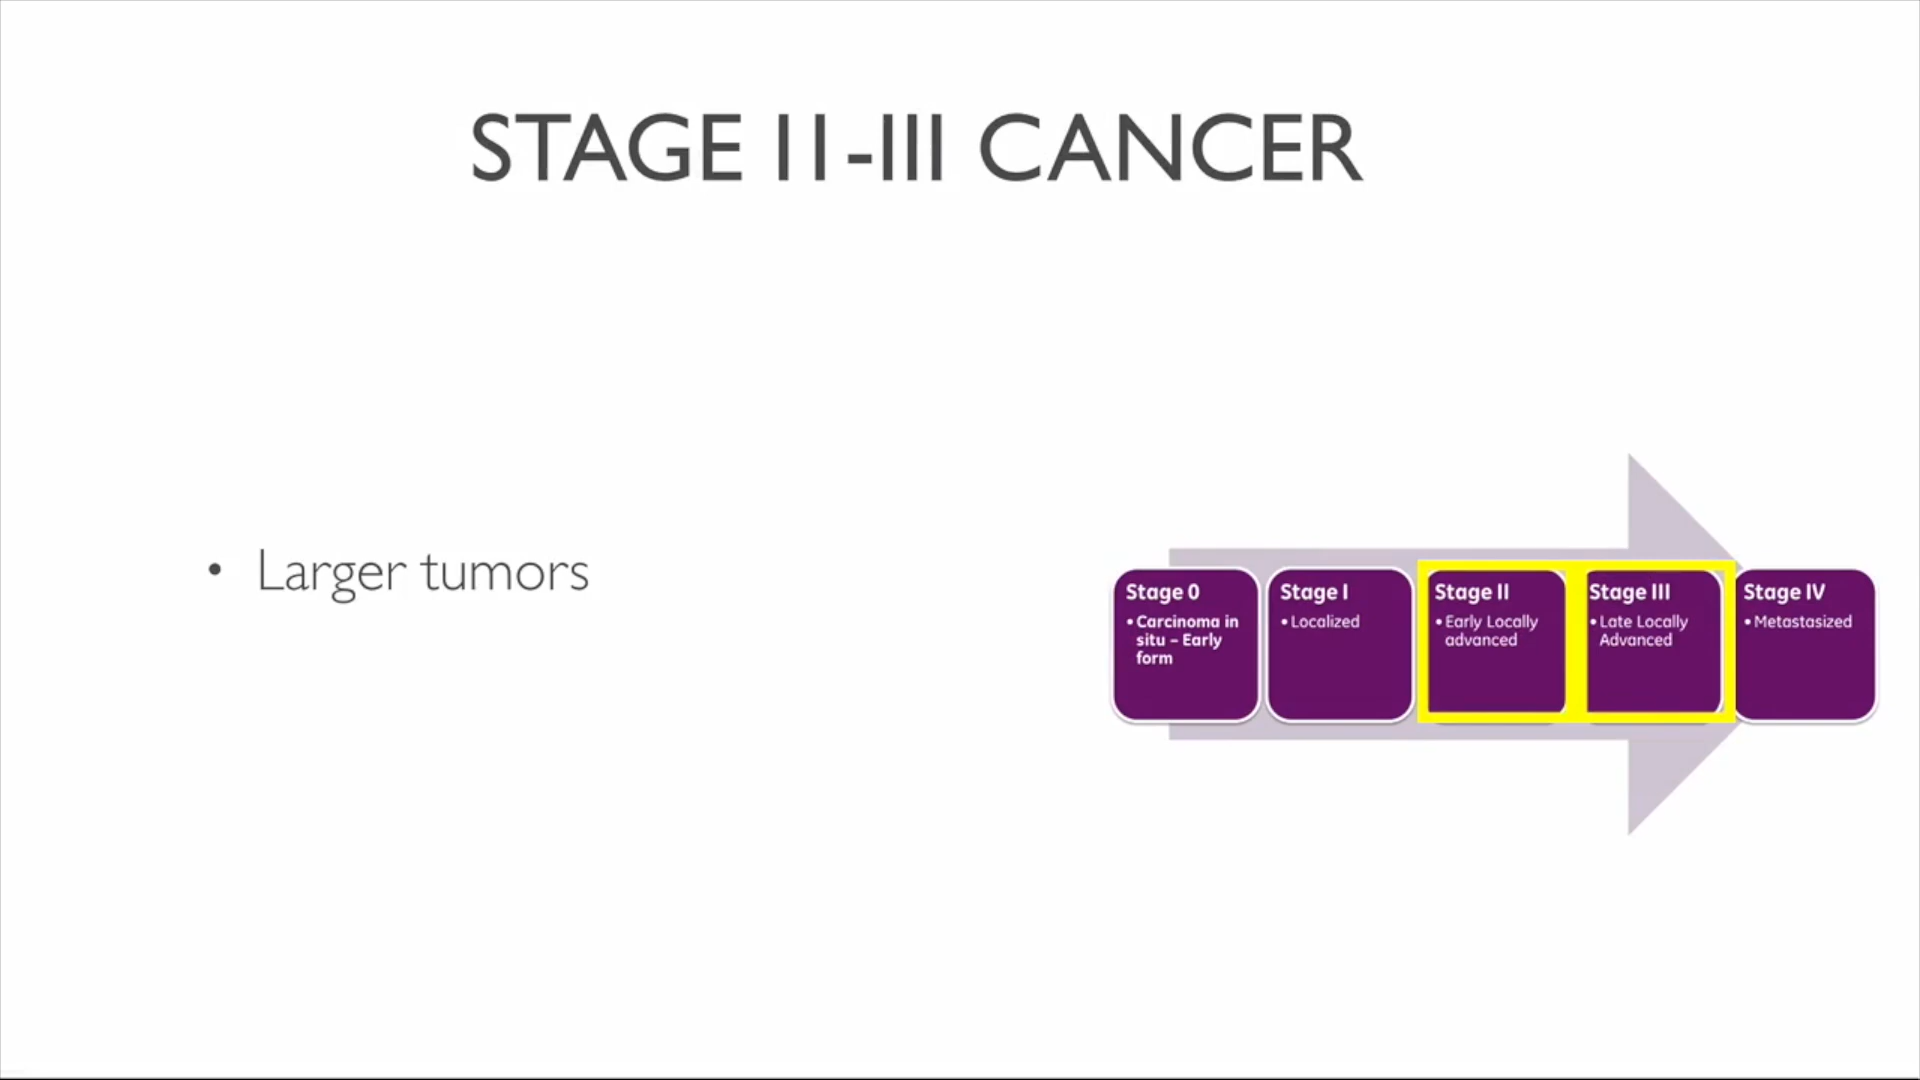 STAGE II-III CANCER
• Larger tumors
Stage 0
• Carcinoma in
situ – Early
form
Stage I
• Localized
Stage II
• Early Locally
advanced
Stage III
• Late Locally
Advanced
Stage IV
• Metastasized